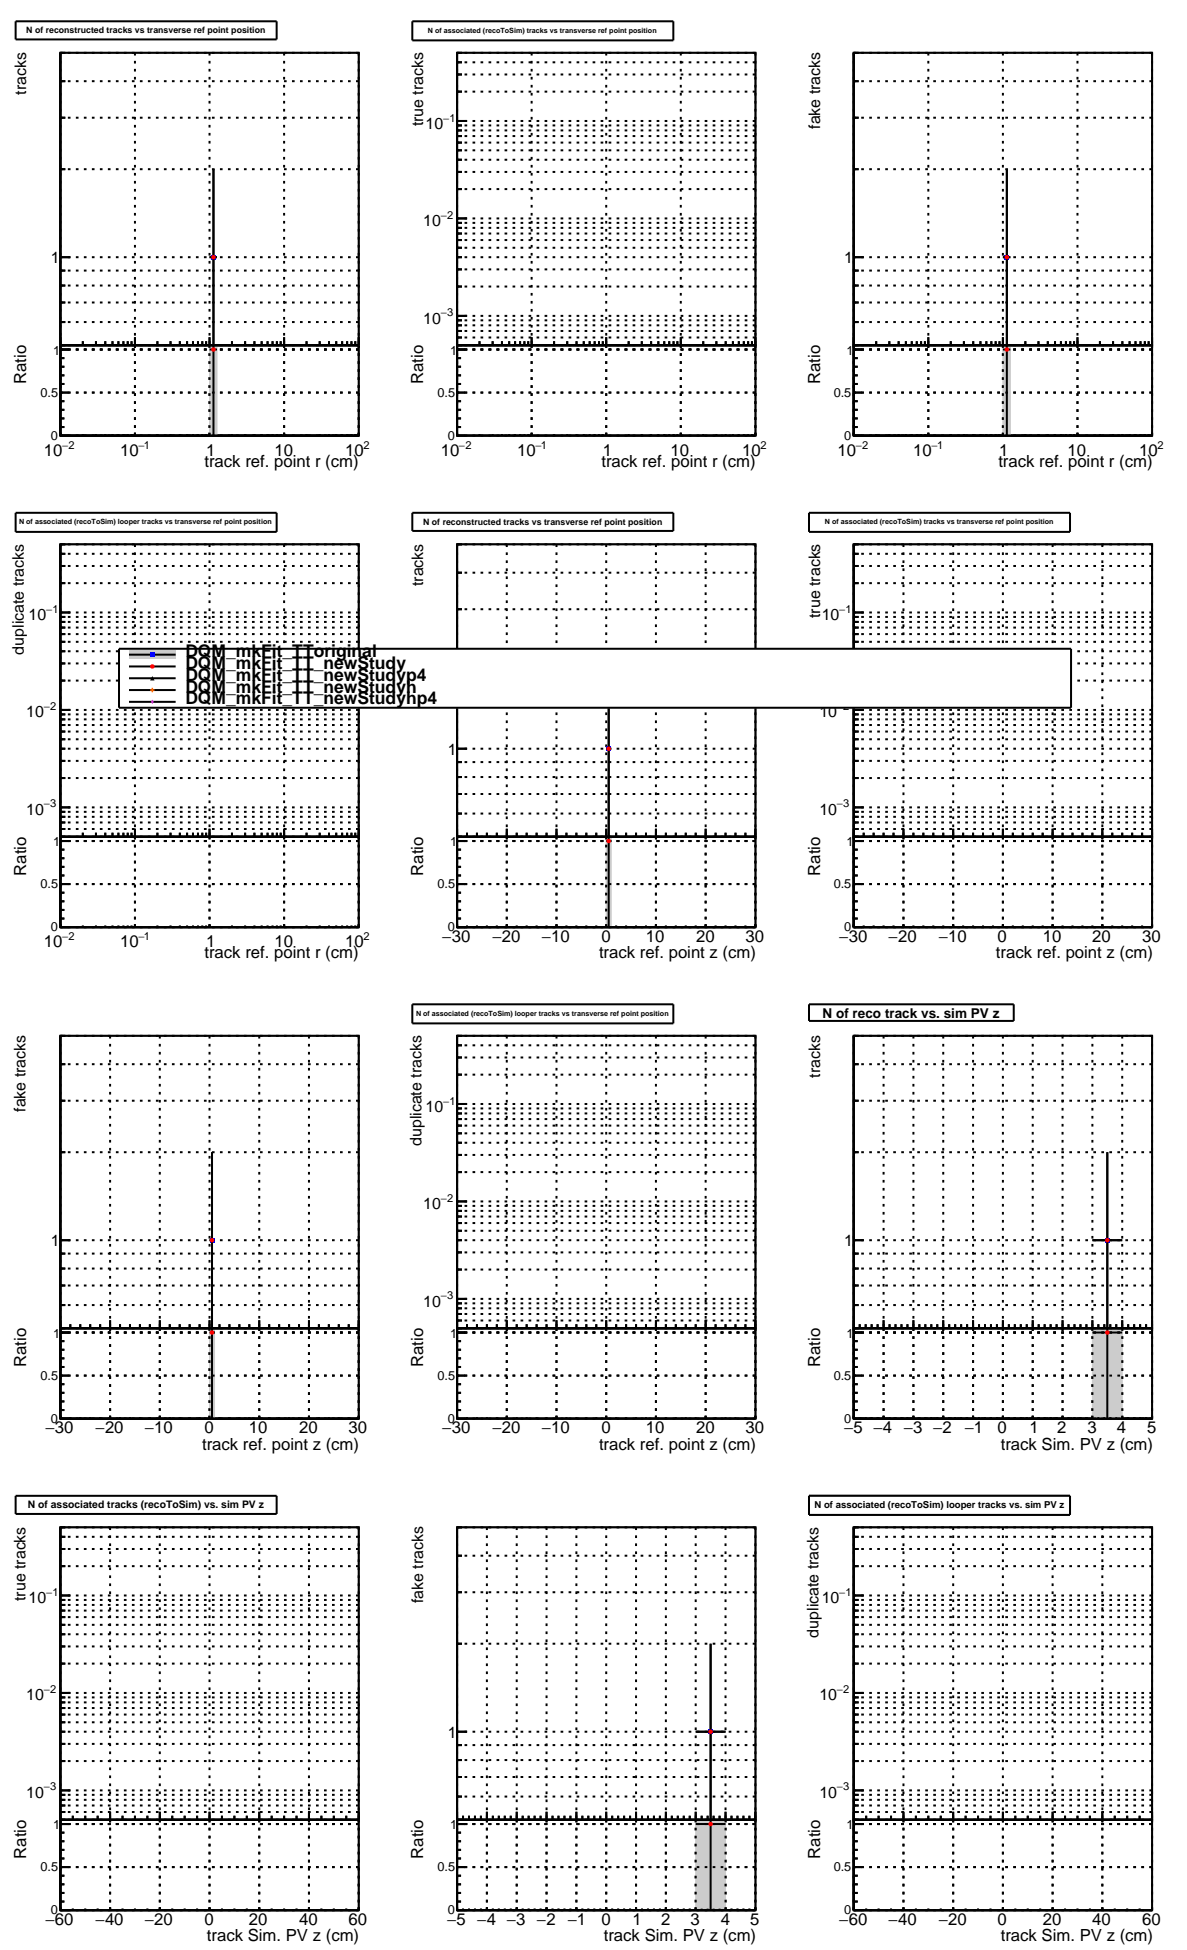 N of reconstructed tracks vs transverse ref point position
tracks
1
Ratio
1
0.5
0
10−2 10−1 1 10 102
track ref. point r (cm)
N of associated (recoToSim) tracks vs transverse ref point position
true tracks
10−1
10−2
10−3
Ratio
1
0.5
0
10−2 10−1 1 10 102
track ref. point r (cm)
fake tracks
1
Ratio
1
0.5
0
10−2 10−1 1 10 102
track ref. point r (cm)
N of associated (recoToSim) looper tracks vs transverse ref point position
duplicate tracks
10−1
10−2
10−3
Ratio
1
0.5
0
10−2 10−1 1 10 102
track ref. point r (cm)
N of reconstructed tracks vs transverse ref point position
tracks
1
Ratio
1
0.5
0
−30 −20 −10 0 10 20 30
track ref. point z (cm)
N of associated (recoToSim) tracks vs transverse ref point position
true tracks
10−1
10−2
10−3
Ratio
1
0.5
0
−30 −20 −10 0 10 20 30
track ref. point z (cm)
DQM_mkFit_TToriginal
DQM_mkFit_TT_newStudy
DQM_mkFit_TT_newStudyp4
DQM_mkFit_TT_newStudyh
DQM_mkFit_TT_newStudyhp4
fake tracks
1
Ratio
1
0.5
0
−30 −20 −10 0 10 20 30
track ref. point z (cm)
N of associated (recoToSim) looper tracks vs transverse ref point position
duplicate tracks
10−1
10−2
10−3
Ratio
1
0.5
0
−30 −20 −10 0 10 20 30
track ref. point z (cm)
N of reco track vs. sim PV z
tracks
1
Ratio
1
0.5
0
−5 −4 −3 −2 −1 0 1 2 3 4 5
track Sim. PV z (cm)
N of associated tracks (recoToSim) vs. sim PV z
true tracks
10−1
10−2
10−3
Ratio
1
0.5
0
−60 −40 −20 0 20 40 60
track Sim. PV z (cm)
fake tracks
1
Ratio
1
0.5
0
−5 −4 −3 −2 −1 0 1 2 3 4 5
track Sim. PV z (cm)
N of associated (recoToSim) looper tracks vs. sim PV z
duplicate tracks
10−1
10−2
10−3
Ratio
1
0.5
0
−60 −40 −20 0 20 40 60
track Sim. PV z (cm)